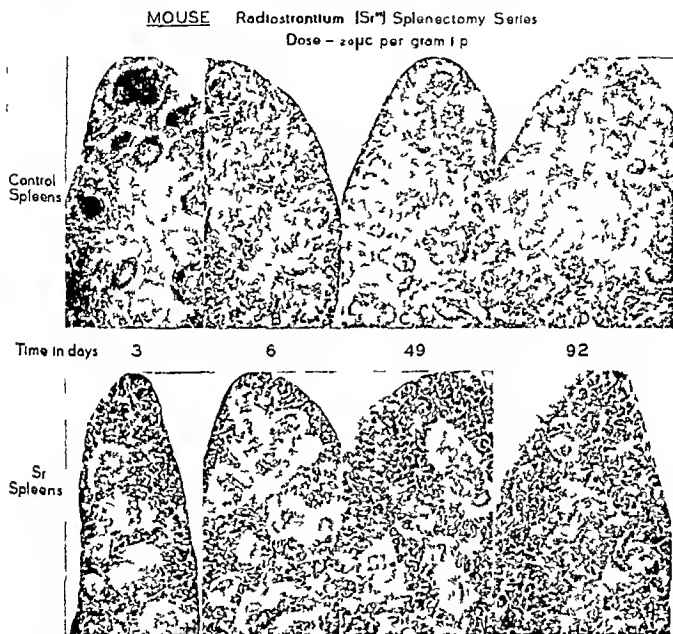 MOUSE Radiostrontium Splenectomy Series
Dose – 20μc per gram I p
Control
Spleens
A B C D
Time in days 3 6 49 92
Sr
Spleens